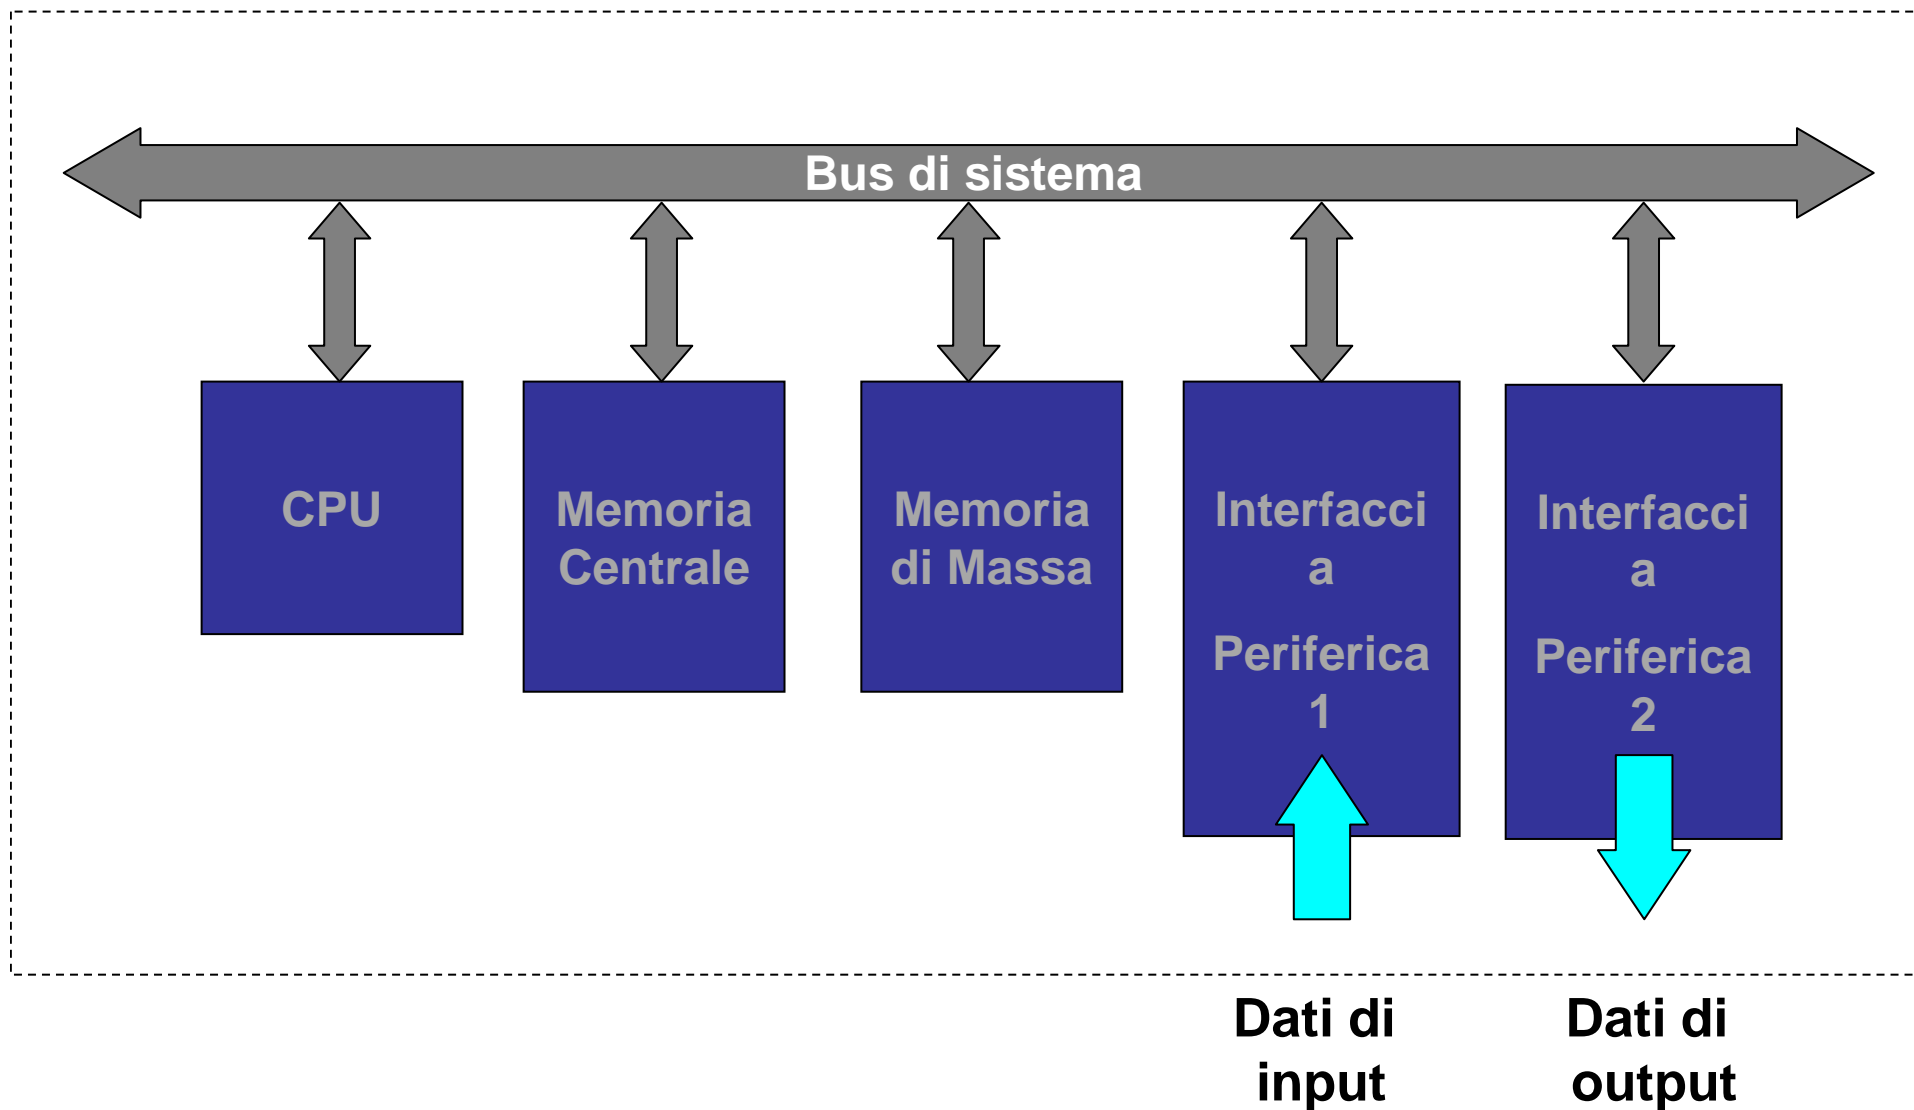 Bus di sistema
CPU
Memoria
Centrale
Memoria
di Massa
Interfacci
a
Periferica
1
Interfacci
a
Periferica
2
Dati di
input
Dati di
output